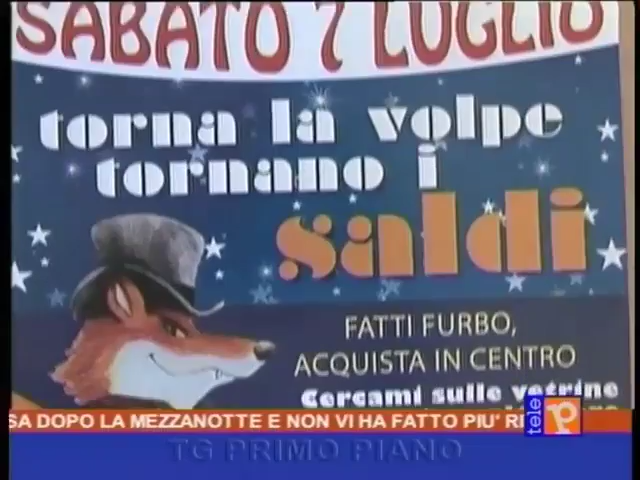 SABATO 7 LUGLIO
torna la volpe
tornano i
saldi
FATTI FURBO,
ACQUISTA IN CENTRO
Cercami sulle vetrine
SA DOPO LA MEZZANOTTE E NON VI HA FATTO PIU'
tele P
TG PRIMO PIANO